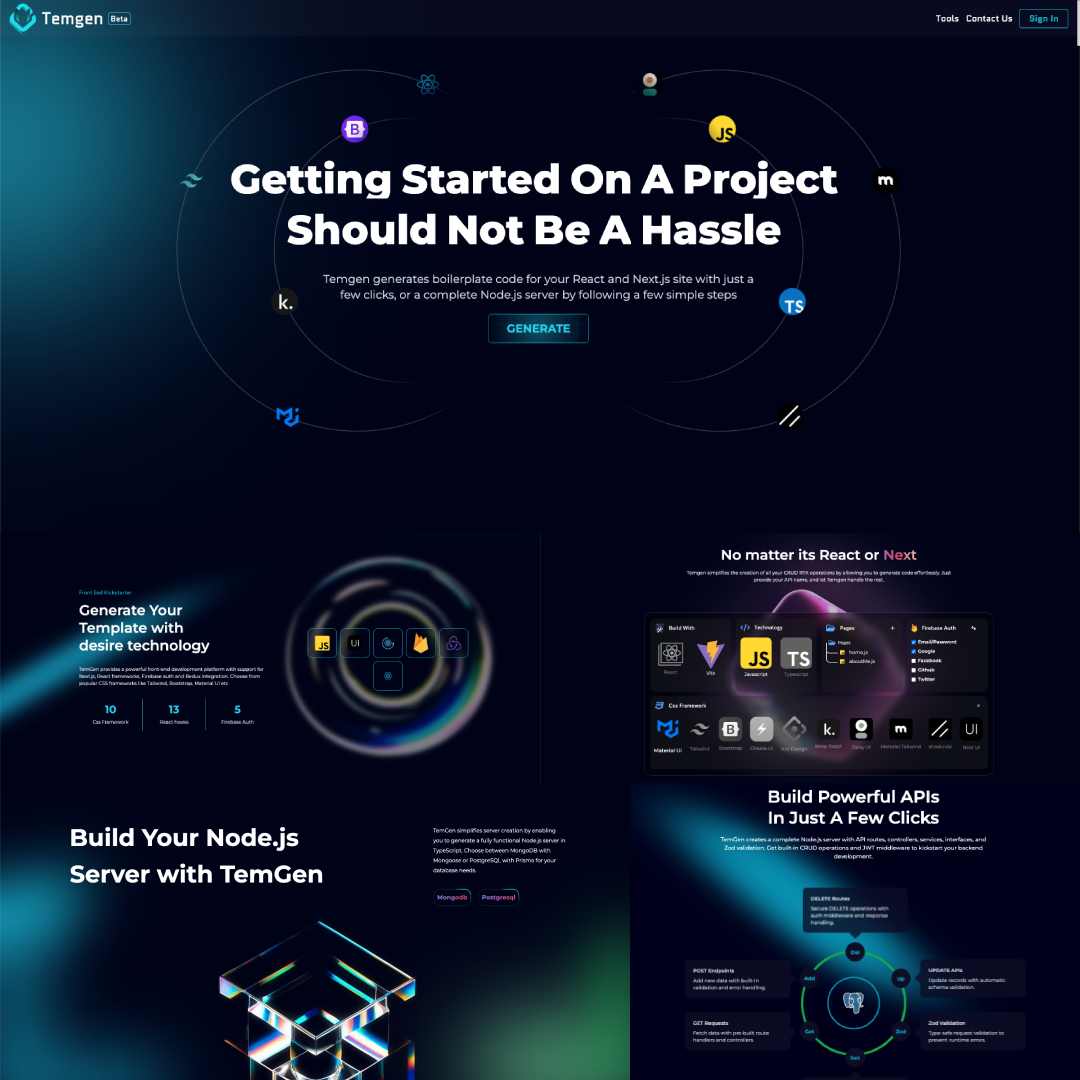 Temgen Beta
Tools Contact Us Sign In
B
JS
Getting Started On A Project
Should Not Be A Hassle
m
Temgen generates boilerplate code for your React and Next.js site with just a
few clicks, or a complete Node.js server by following a few simple steps
k.
TS
GENERATE
Front End Kickstarter
Generate Your
Template with
desire technology
TemGen provides a powerful front-end development platform with support for
Next.js, React frameworks, Firebase auth and Redux integration. Choose from
popular CSS frameworks like Tailwind, Bootstrap, Material UI etc
10 13 5
Css Framework React hooks Firebase Auth
JS UI
No matter its React or Next
Temgen simplifies the creation of all your CRUD RTK operations by allowing you to generate code effortlessly. Just
provide your API name, and let Temgen handle the rest.
Build With
React
Vite
</> Technology
JS TS
Javascript Typescript
Pages +
Pages
home.js
aboutMe.js
Firebase Auth
Email/Password
Google
Facebook
Github
Twitter
Css Framework
B k. m UI
Material Ui Tailwind Bootstrap Chakra UI Ant Design Daisy UI Material Tailwind shadcn/ui Next UI
Build Your Node.js
Server with TemGen
TemGen simplifies server creation by enabling
you to generate a fully functional Node.js server in
TypeScript. Choose between MongoDB with
Mongoose or PostgreSQL with Prisma for your
database needs.
Mongodb Postgresql
Build Powerful APIs
In Just A Few Clicks
TemGen creates a complete Node.js server with API routes, controllers, services, interfaces, and
Zod validation. Get built-in CRUD operations and JWT middleware to kickstart your backend
development.
DELETE Routes
Secure DELETE operations with
auth middleware and response
handling.
Del
POST Endpoints
Add new data with built-in
validation and error handling.
Add
Up
UPDATE APIs
Update records with automatic
schema validation.
GET Requests
Fetch data with pre-built route
handlers and controllers.
Get
Zod
Zod Validation
Type-safe request validation to
prevent runtime errors.